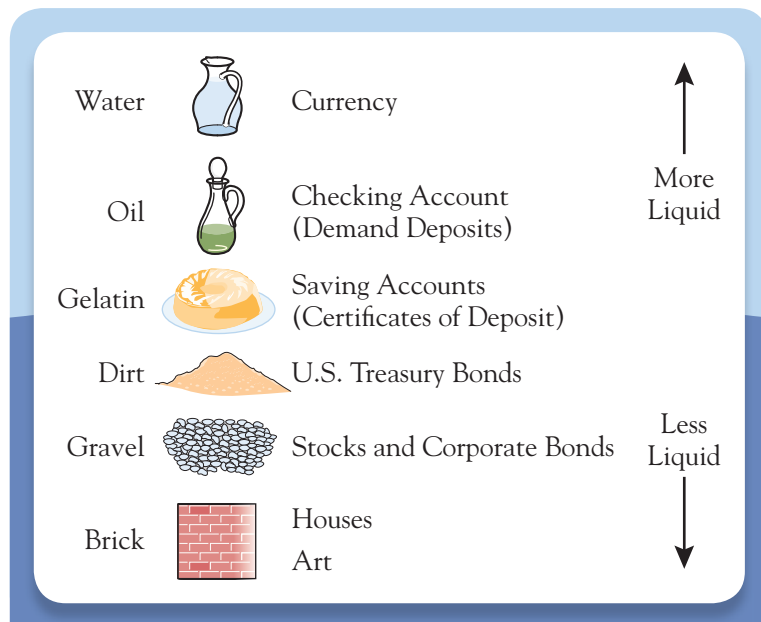 Water
Currency
More
Liquid
Oil
Checking Account
(Demand Deposits)
Gelatin
Saving Accounts
(Certificates of Deposit)
Dirt
U.S. Treasury Bonds
Gravel
Stocks and Corporate Bonds
Less
Liquid
Brick
Houses
Art